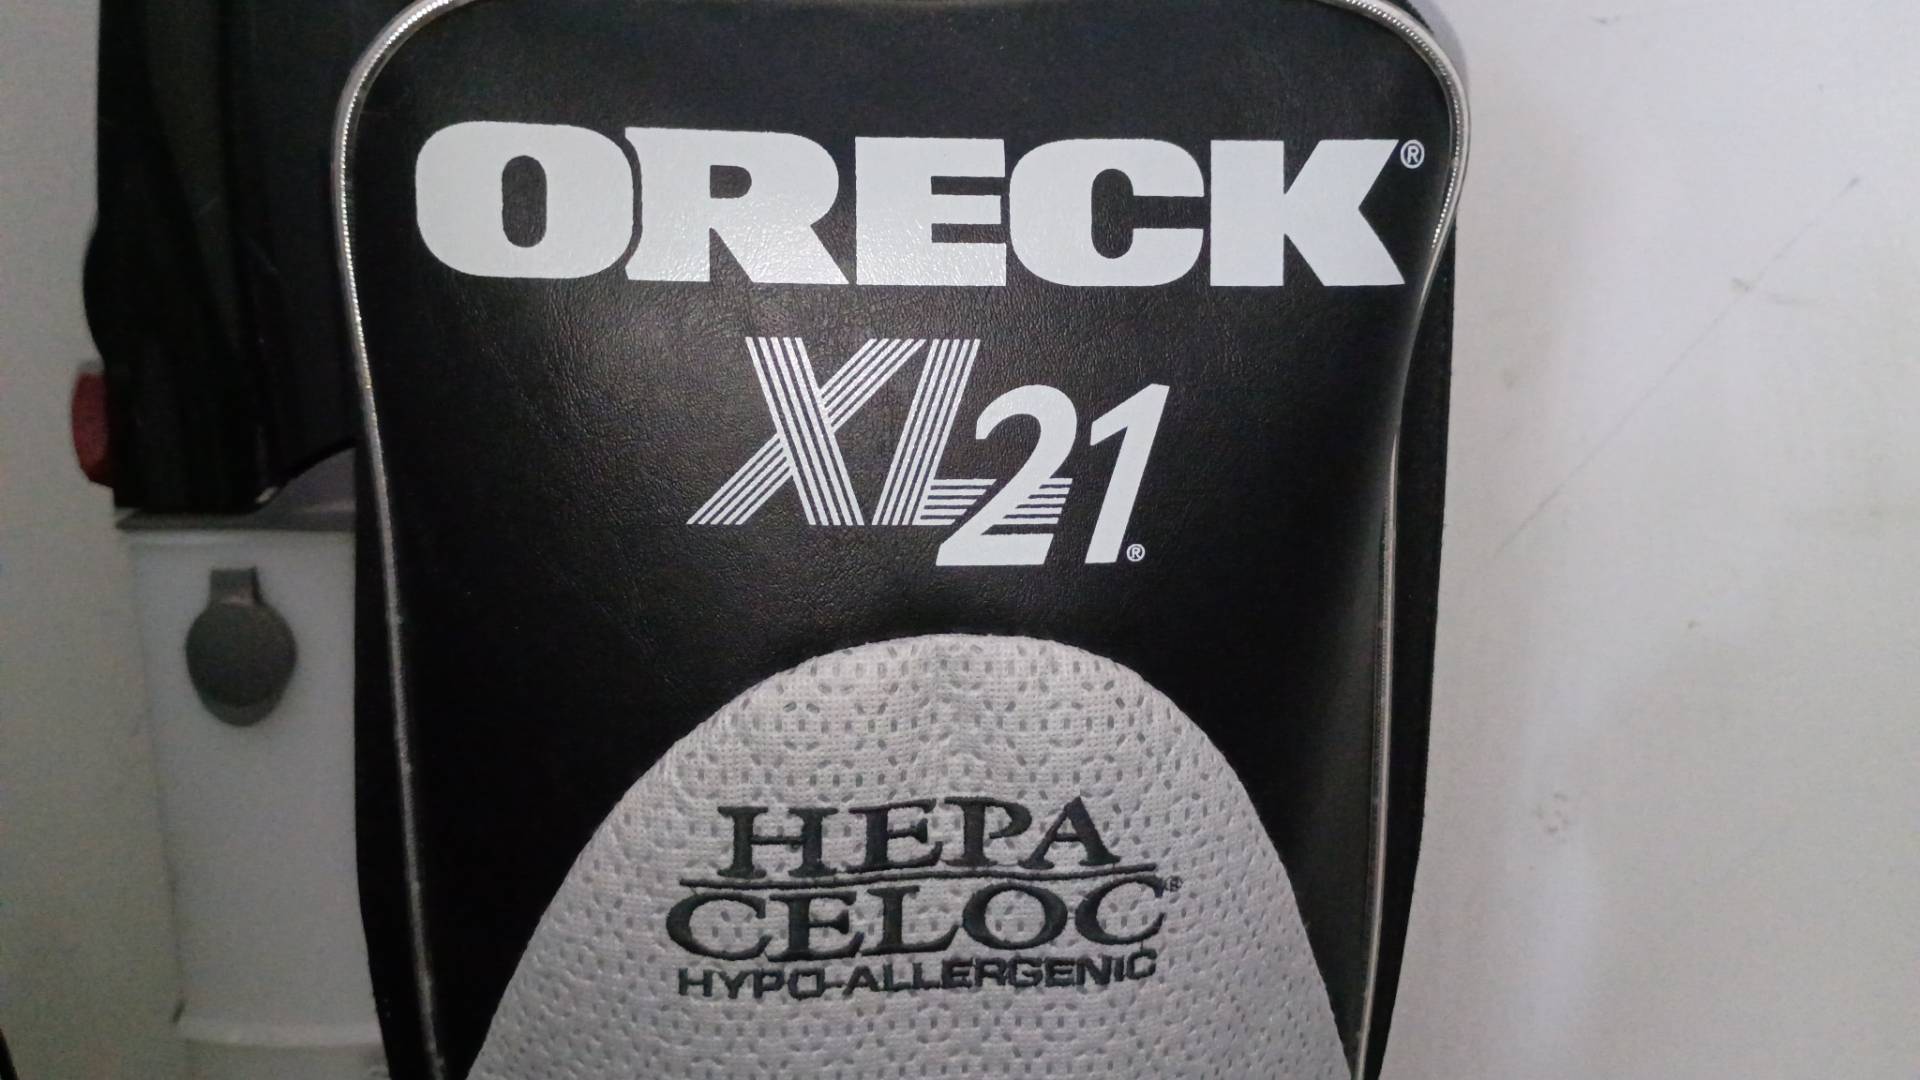 ORECK®
XL21®
HEPA
CELOC®
HYPO-ALLERGENIC